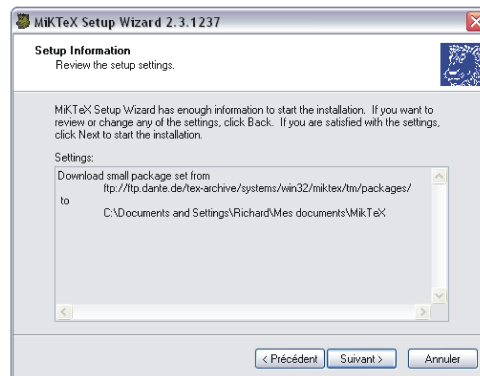 MiKTeX Setup Wizard 2.3.1237
Setup Information
Review the setup settings.
MiKTeX Setup Wizard has enough information to start the installation. If you want to
review or change any of the settings, click Back. If you are satisfied with the settings,
click Next to start the installation.
Settings:
Download small package set from
ftp://ftp.dante.de/tex-archive/systems/win32/miktex/tm/packages/
to
C:\Documents and Settings\Richard\Mes documents\MikTeX
< Précédent
Suivant >
Annuler